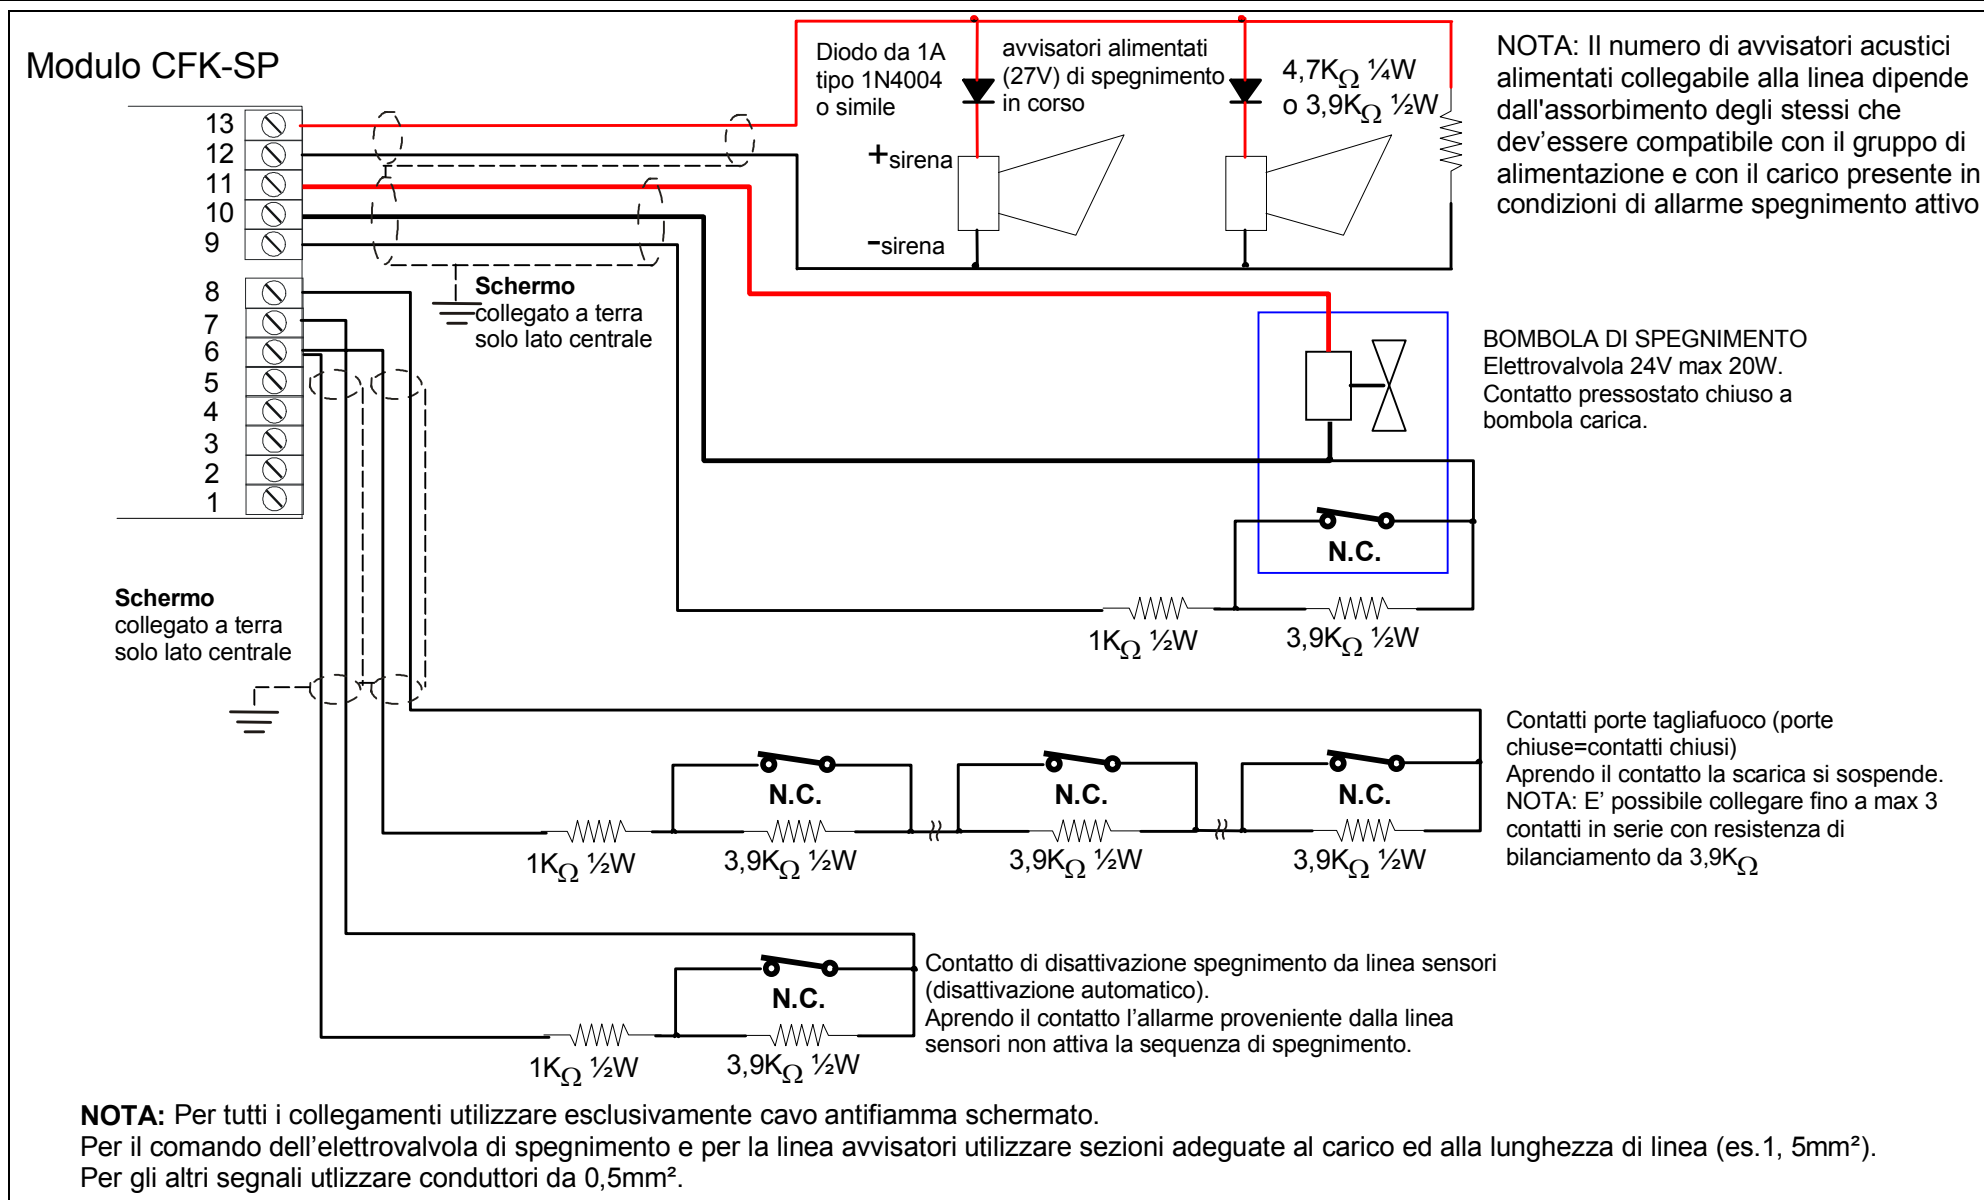 Modulo CFK-SP
13
12
11
10
9
8
7
6
5
4
3
2
1
Diodo da 1A
tipo 1N4004
o simile
avvisatori alimentati
(27V) di spegnimento
in corso
4,7KΩ ¼W
o 3,9KΩ ½W
+sirena
-sirena
NOTA: Il numero di avvisatori acustici
alimentati collegabile alla linea dipende
dall'assorbimento degli stessi che
dev’essere compatibile con il gruppo di
alimentazione e con il carico presente in
condizioni di allarme spegnimento attivo
Schermo
collegato a terra
solo lato centrale
BOMBOLA DI SPEGNIMENTO
Elettrovalvola 24V max 20W.
Contatto pressostato chiuso a
bombola carica.
N.C.
1KΩ ½W
3,9KΩ ½W
Schermo
collegato a terra
solo lato centrale
N.C.
N.C.
N.C.
1KΩ ½W
3,9KΩ ½W
3,9KΩ ½W
3,9KΩ ½W
Contatti porte tagliafuoco (porte
chiuse=contatti chiusi)
Aprendo il contatto la scarica si sospende.
NOTA: E’ possibile collegare fino a max 3
contatti in serie con resistenza di
bilanciamento da 3,9KΩ
N.C.
1KΩ ½W
3,9KΩ ½W
Contatto di disattivazione spegnimento da linea sensori
(disattivazione automatico).
Aprendo il contatto l’allarme proveniente dalla linea
sensori non attiva la sequenza di spegnimento.
NOTA: Per tutti i collegamenti utilizzare esclusivamente cavo antifiamma schermato.
Per il comando dell’elettrovalvola di spegnimento e per la linea avvisatori utilizzare sezioni adeguate al carico ed alla lunghezza di linea (es.1, 5mm²).
Per gli altri segnali utlizzare conduttori da 0,5mm².